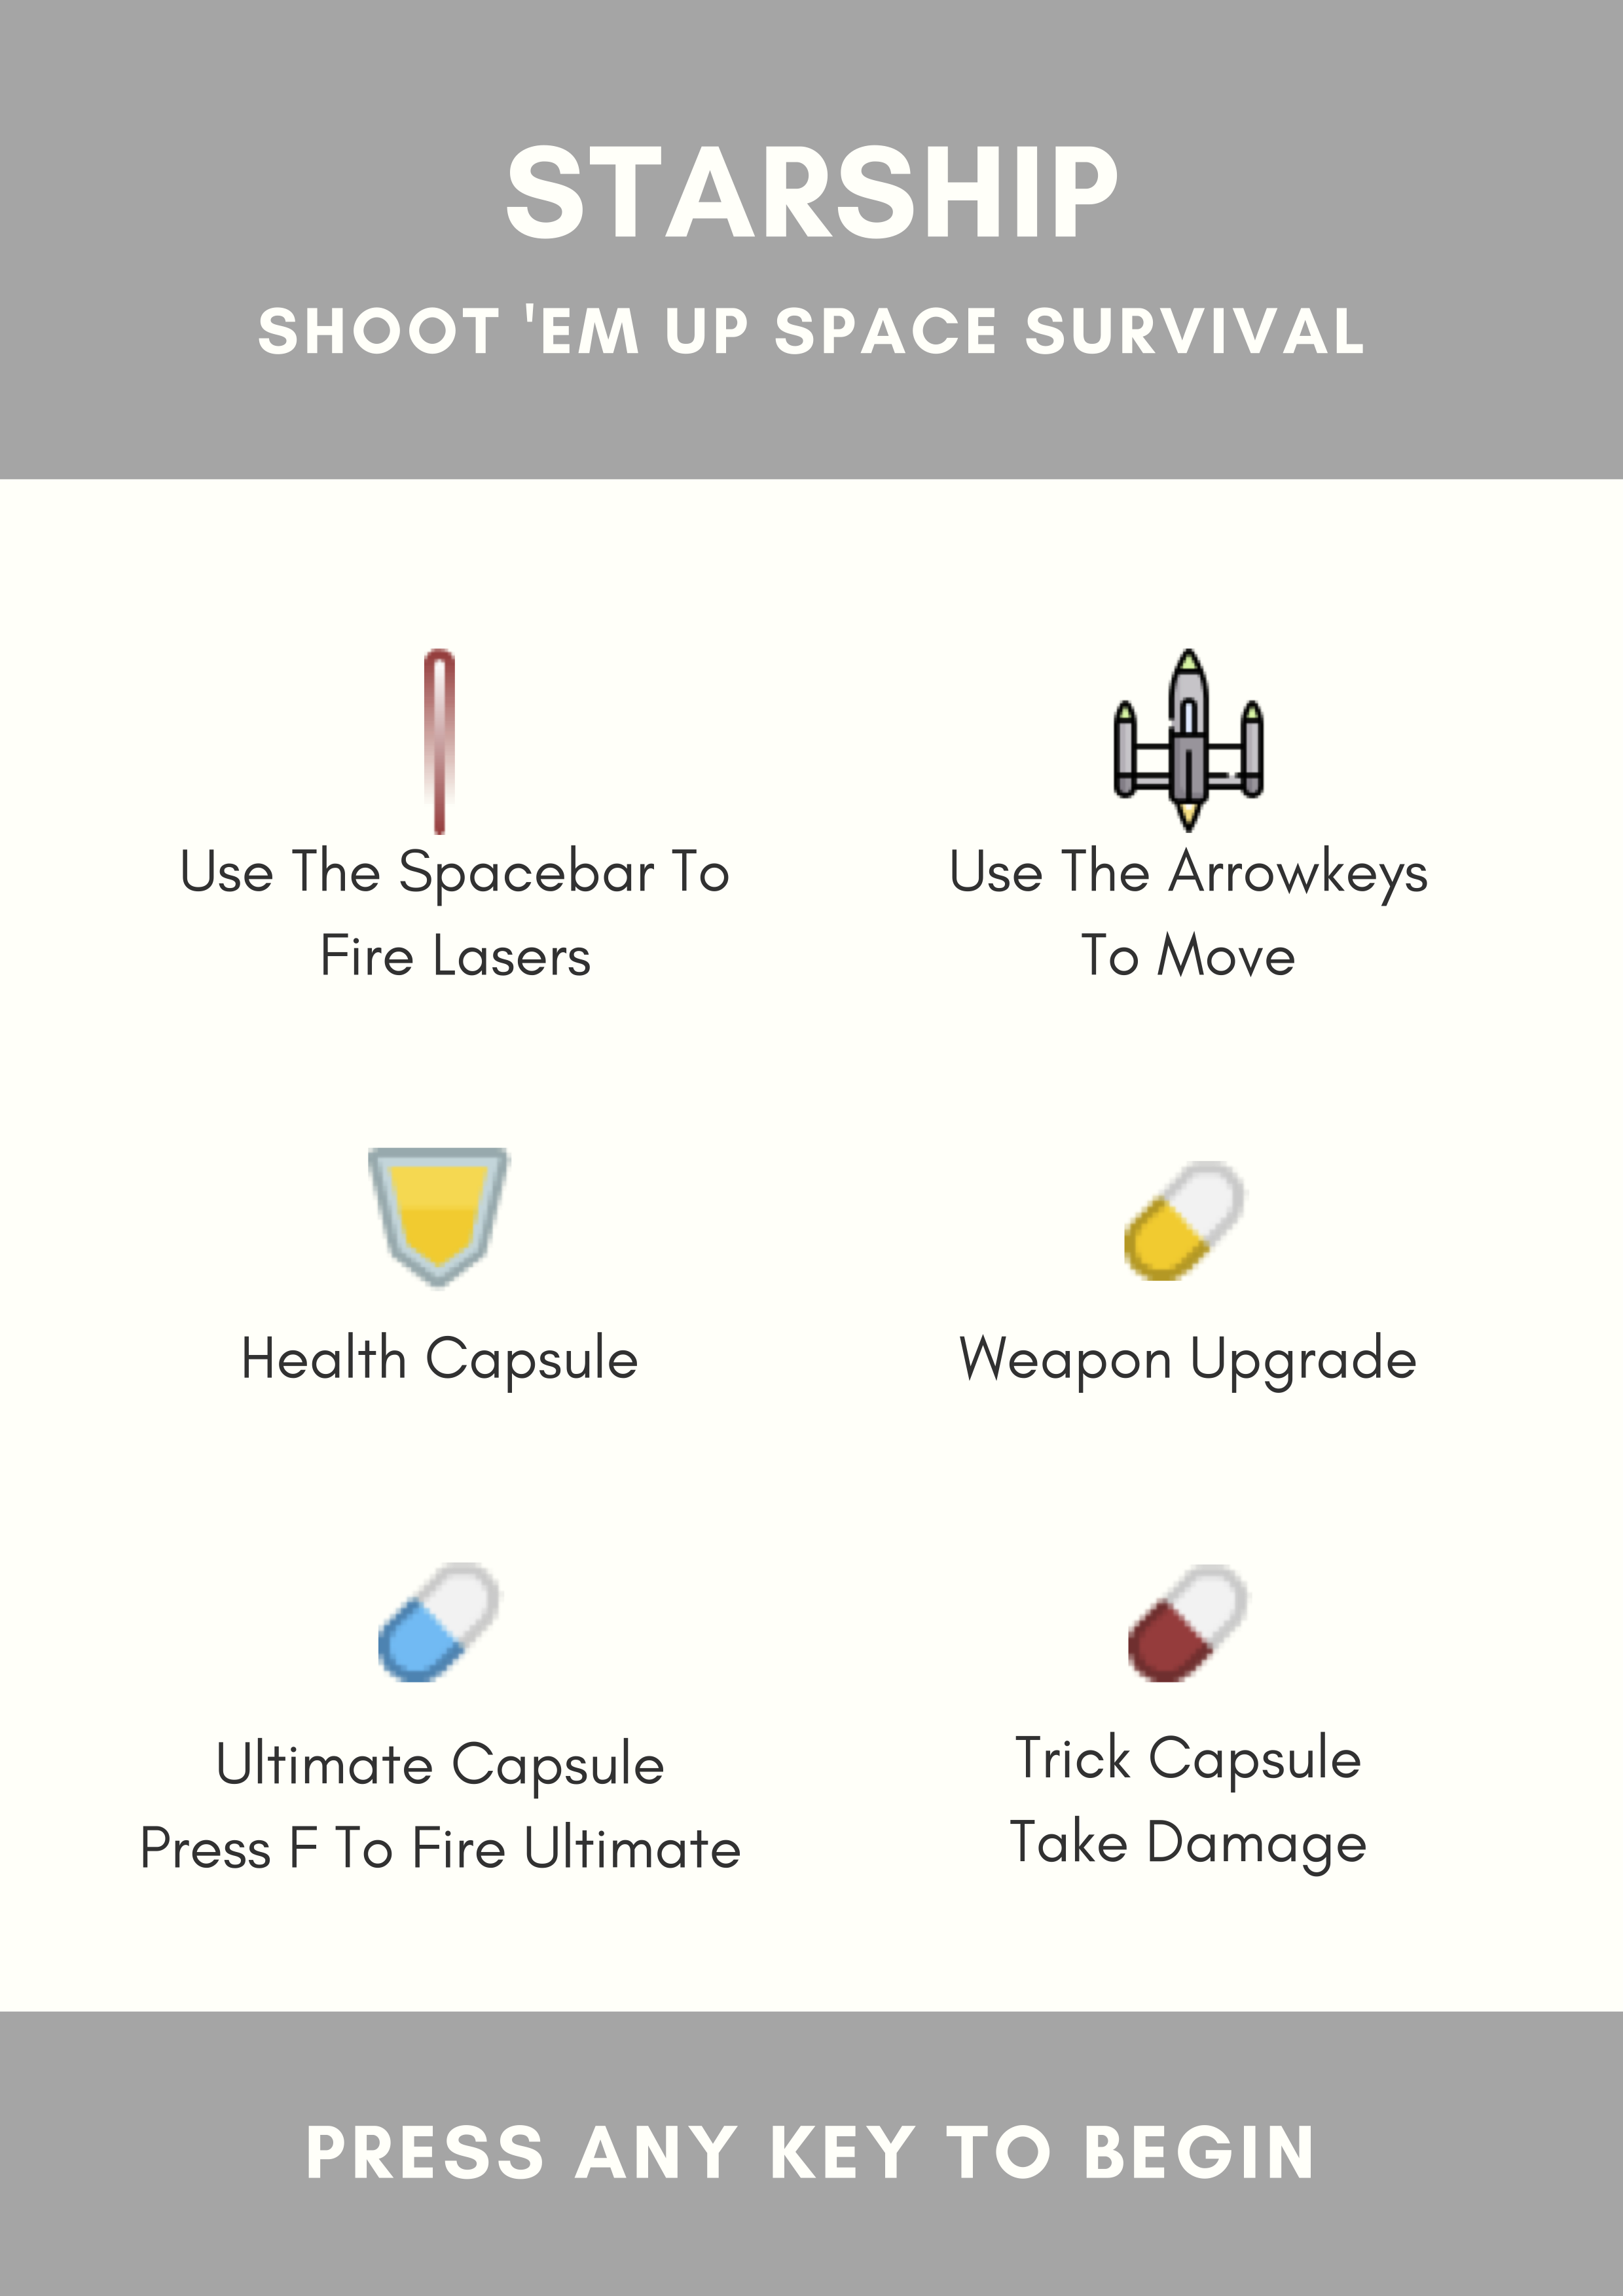 STARSHIP
SHOOT 'EM UP SPACE SURVIVAL
Use The Spacebar To
Fire Lasers
Use The Arrowkeys
To Move
Health Capsule
Weapon Upgrade
Ultimate Capsule
Press F To Fire Ultimate
Trick Capsule
Take Damage
PRESS ANY KEY TO BEGIN